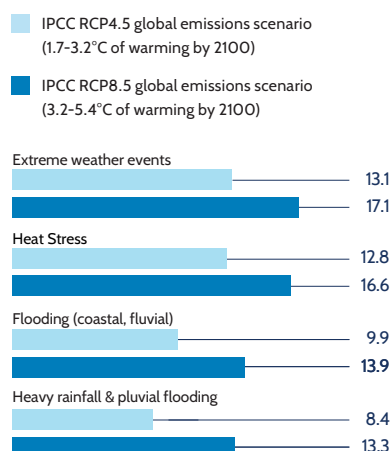 IPCC RCP4.5 global emissions scenario
(1.7-3.2°C of warming by 2100)
IPCC RCP8.5 global emissions scenario
(3.2-5.4°C of warming by 2100)
Extreme weather events
13.1
17.1
Heat Stress
12.8
16.6
Flooding (coastal, fluvial)
9.9
13.9
Heavy rainfall & pluvial flooding
8.4
13.3